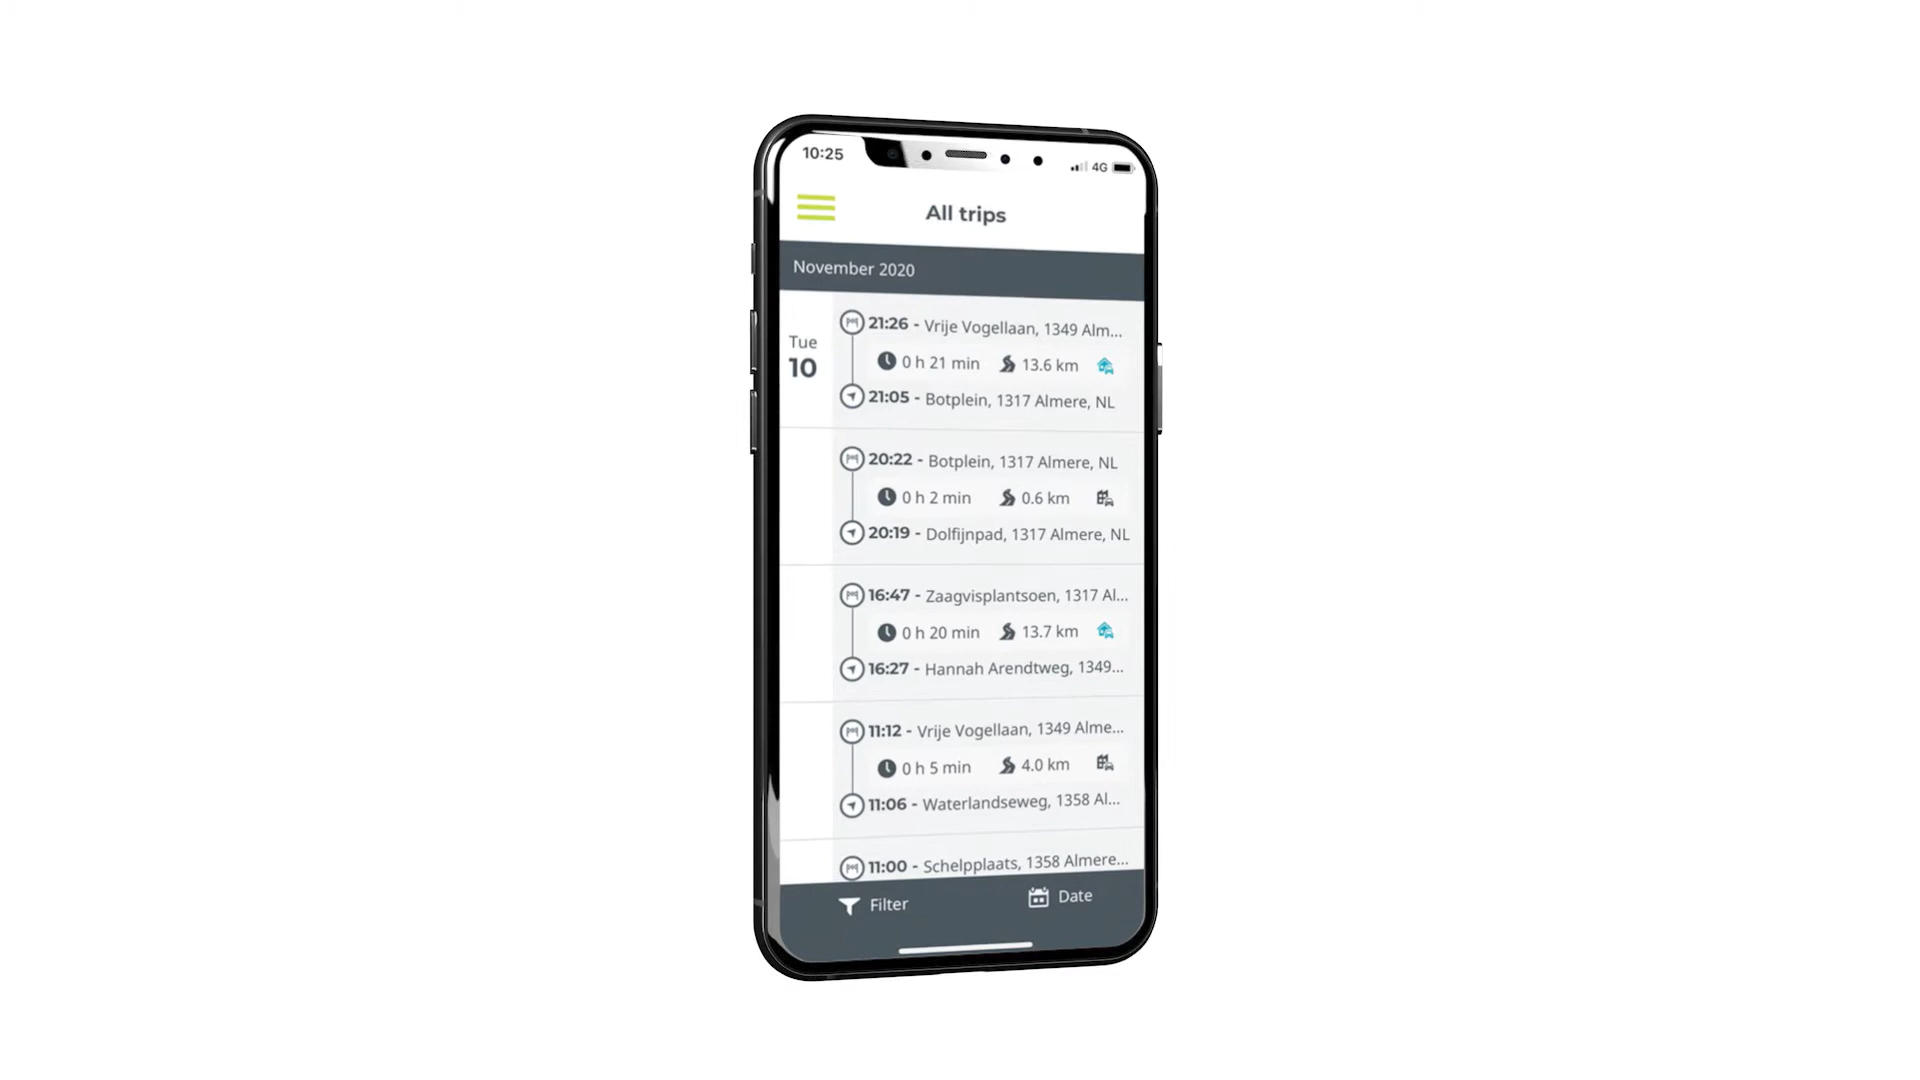 10:25
4G
All trips
November 2020
Tue
10
21:26 - Vrije Vogellaan, 1349 Alm...
0 h 21 min 13.6 km
21:05 - Botplein, 1317 Almere, NL
20:22 - Botplein, 1317 Almere, NL
0 h 2 min 0.6 km
20:19 - Dolfijnpad, 1317 Almere, NL
16:47 - Zaagvisplantsoen, 1317 Al...
0 h 20 min 13.7 km
16:27 - Hannah Arendtweg, 1349...
11:12 - Vrije Vogellaan, 1349 Alme...
0 h 5 min 4.0 km
11:06 - Waterlandseweg, 1358 Al...
11:00 - Schelpplaats, 1358 Almere...
Filter Date